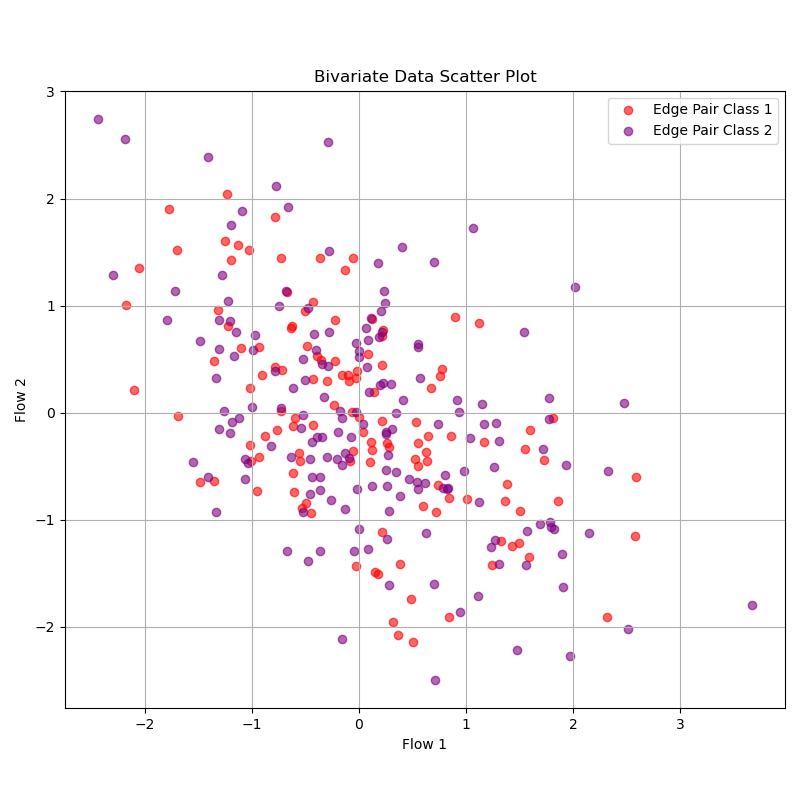 Bivariate Data Scatter Plot
Edge Pair Class 1
Edge Pair Class 2
3
2
1
0
−1
−2
Flow 2
−2 −1 0 1 2 3
Flow 1